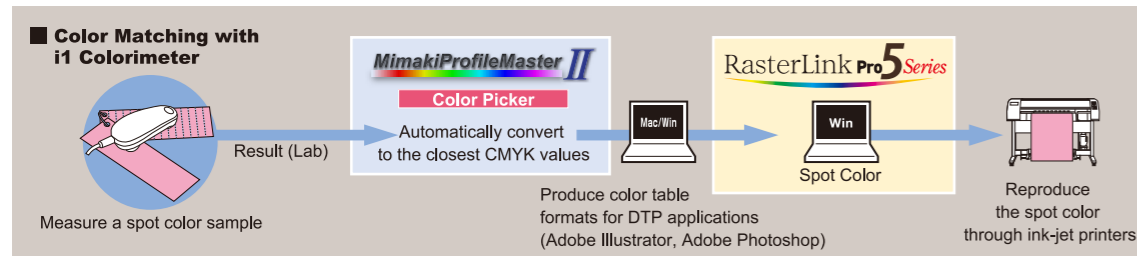 ■ Color Matching with
i1 Colorimeter
Measure a spot color sample
Result (Lab)
MimakiProfileMaster II
Color Picker
Automatically convert
to the closest CMYK values
Mac/Win
Produce color table
formats for DTP applications
(Adobe Illustrator, Adobe Photoshop)
RasterLink Pro5 Series
Win
Spot Color
Reproduce
the spot color
through ink-jet printers